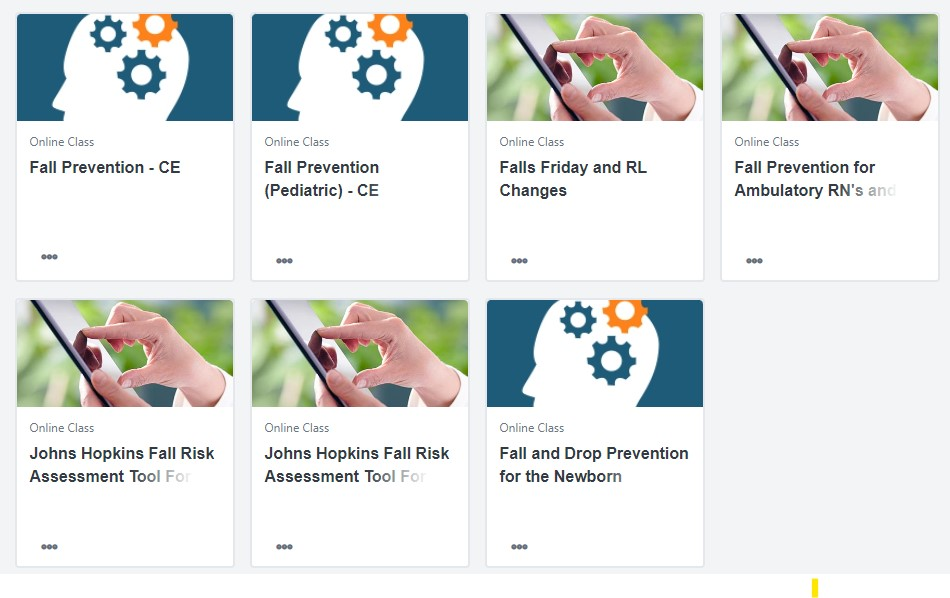 Online Class
Fall Prevention - CE
Online Class
Fall Prevention
(Pediatric) - CE
Online Class
Falls Friday and RL
Changes
Online Class
Fall Prevention for
Ambulatory RN's and
Online Class
Johns Hopkins Fall Risk
Assessment Tool For
Online Class
Johns Hopkins Fall Risk
Assessment Tool For
Online Class
Fall and Drop Prevention
for the Newborn